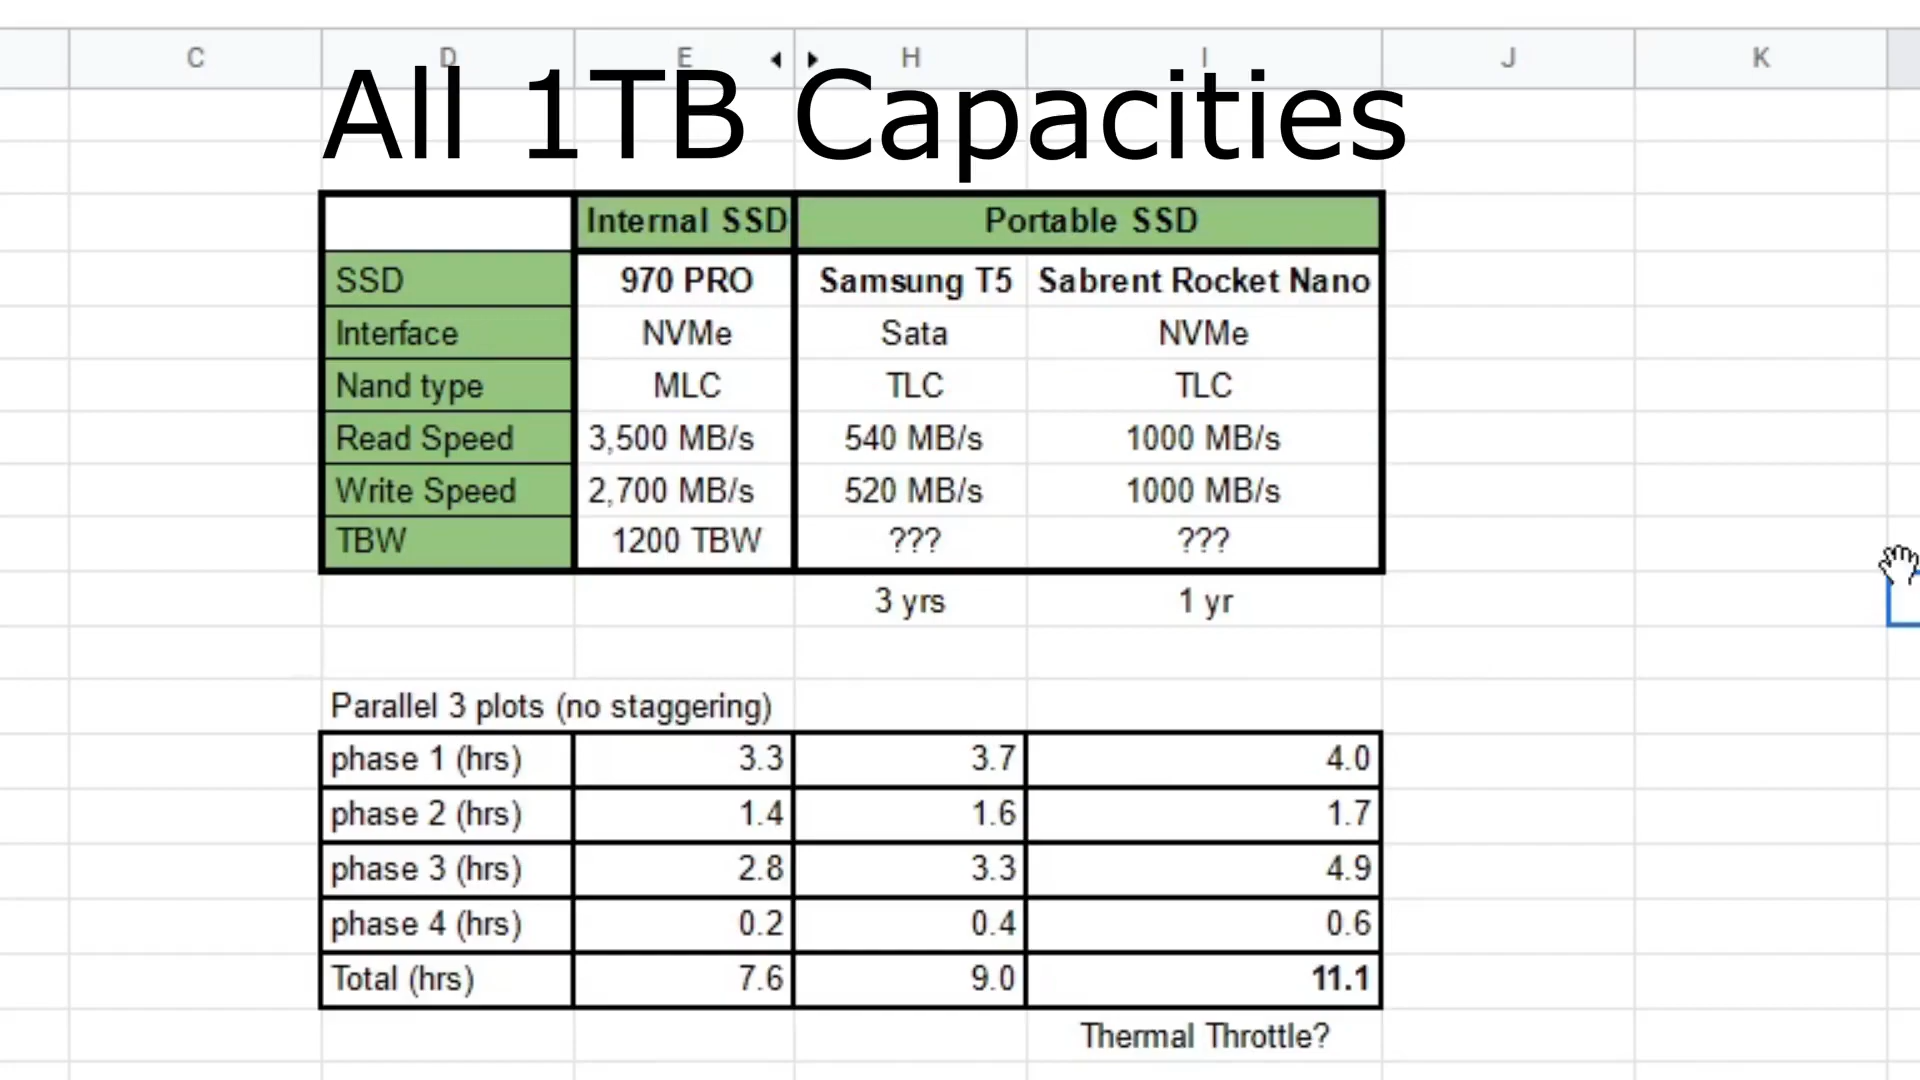 C D E H I J K
All 1TB Capacities
Internal SSD Portable SSD
SSD 970 PRO Samsung T5 Sabrent Rocket Nano
Interface NVMe Sata NVMe
Nand type MLC TLC TLC
Read Speed 3,500 MB/s 540 MB/s 1000 MB/s
Write Speed 2,700 MB/s 520 MB/s 1000 MB/s
TBW 1200 TBW ??? ???
3 yrs 1 yr
Parallel 3 plots (no staggering)
phase 1 (hrs) 3.3 3.7 4.0
phase 2 (hrs) 1.4 1.6 1.7
phase 3 (hrs) 2.8 3.3 4.9
phase 4 (hrs) 0.2 0.4 0.6
Total (hrs) 7.6 9.0 11.1
Thermal Throttle?